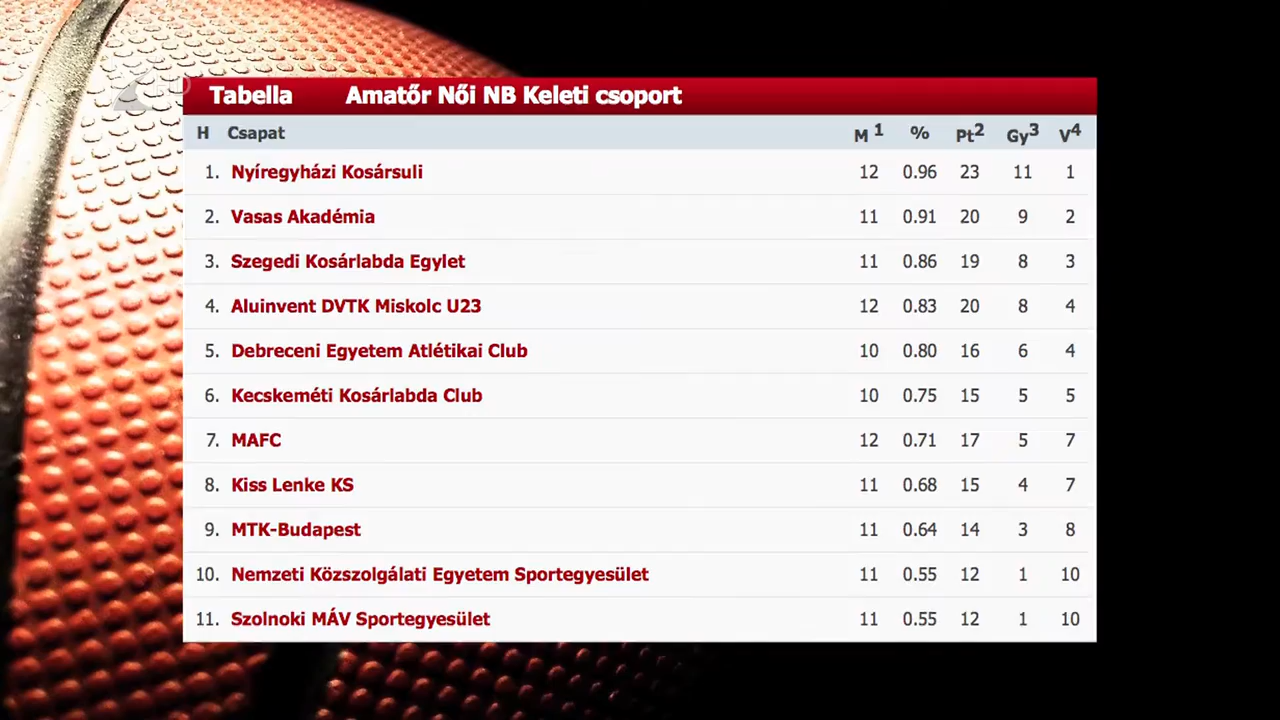 HD
Tabella Amatőr Női NB Keleti csoport
H Csapat M 1 % Pt2 Gy3 V4
1. Nyíregyházi Kosársuli 12 0.96 23 11 1
2. Vasas Akadémia 11 0.91 20 9 2
3. Szegedi Kosárlabda Egylet 11 0.86 19 8 3
4. Aluinvent DVTK Miskolc U23 12 0.83 20 8 4
5. Debreceni Egyetem Atlétikai Club 10 0.80 16 6 4
6. Kecskeméti Kosárlabda Club 10 0.75 15 5 5
7. MAFC 12 0.71 17 5 7
8. Kiss Lenke KS 11 0.68 15 4 7
9. MTK-Budapest 11 0.64 14 3 8
10. Nemzeti Közszolgálati Egyetem Sportegyesület 11 0.55 12 1 10
11. Szolnoki MÁV Sportegyesület 11 0.55 12 1 10